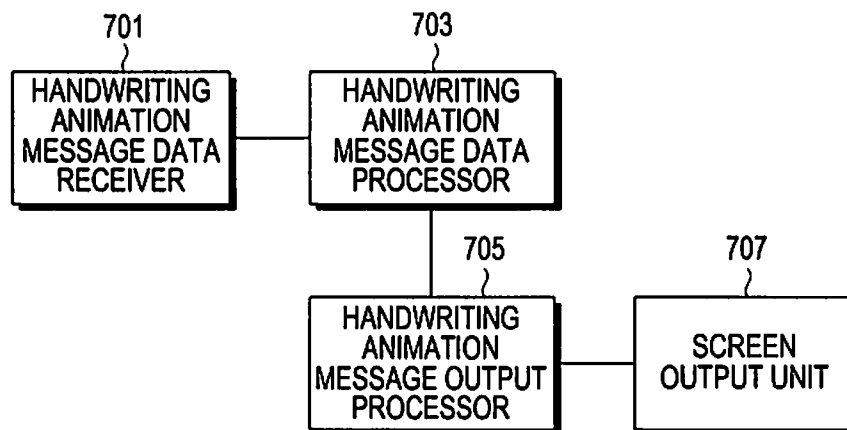 701
HANDWRITING
ANIMATION
MESSAGE DATA
RECEIVER
703
HANDWRITING
ANIMATION
MESSAGE DATA
PROCESSOR
705
HANDWRITING
ANIMATION
MESSAGE OUTPUT
PROCESSOR
707
SCREEN
OUTPUT UNIT